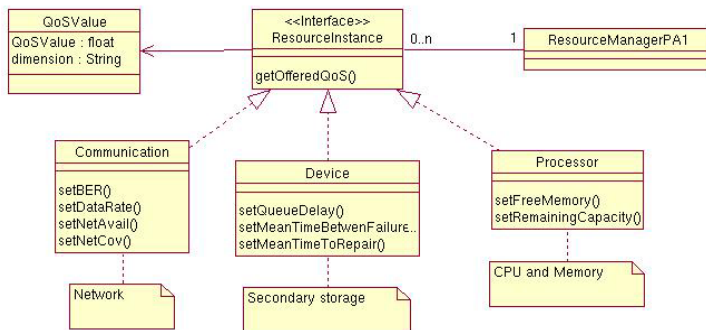 QoSValue
QoSValue : float
dimension : String
<<Interface>>
ResourceInstance
getOfferedQoS()
0..n
1
ResourceManagerPA1
Communication
setBER()
setDataRate()
setNetAvail()
setNetCov()
Device
setQueueDelay()
setMeanTimeBetwenFailure...
setMeanTimeToRepair()
Processor
setFreeMemory()
setRemainingCapacity()
Network
Secondary storage
CPU and Memory